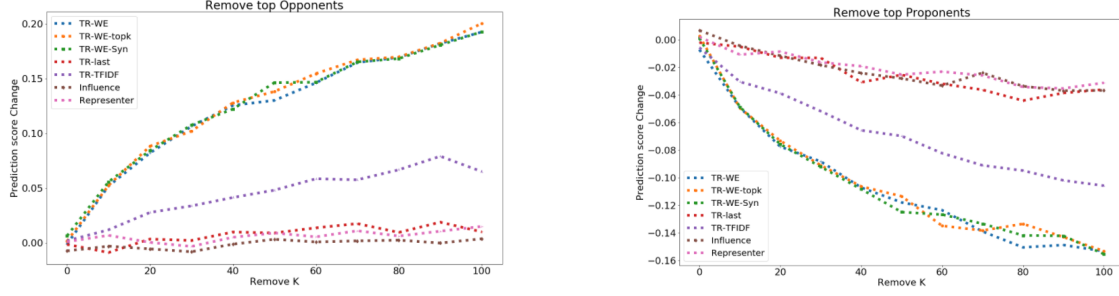 Remove top Opponents
0.20
0.15
0.10
0.05
0.00
Prediction score Change
TR-WE
TR-WE-topk
TR-WE-Syn
TR-last
TR-TFIDF
Influence
Representer
0 20 40 60 80 100
Remove K
Remove top Proponents
0.00
−0.02
−0.04
−0.06
−0.08
−0.10
−0.12
−0.14
−0.16
Prediction score Change
TR-WE
TR-WE-topk
TR-WE-Syn
TR-last
TR-TFIDF
Influence
Representer
0 20 40 60 80 100
Remove K